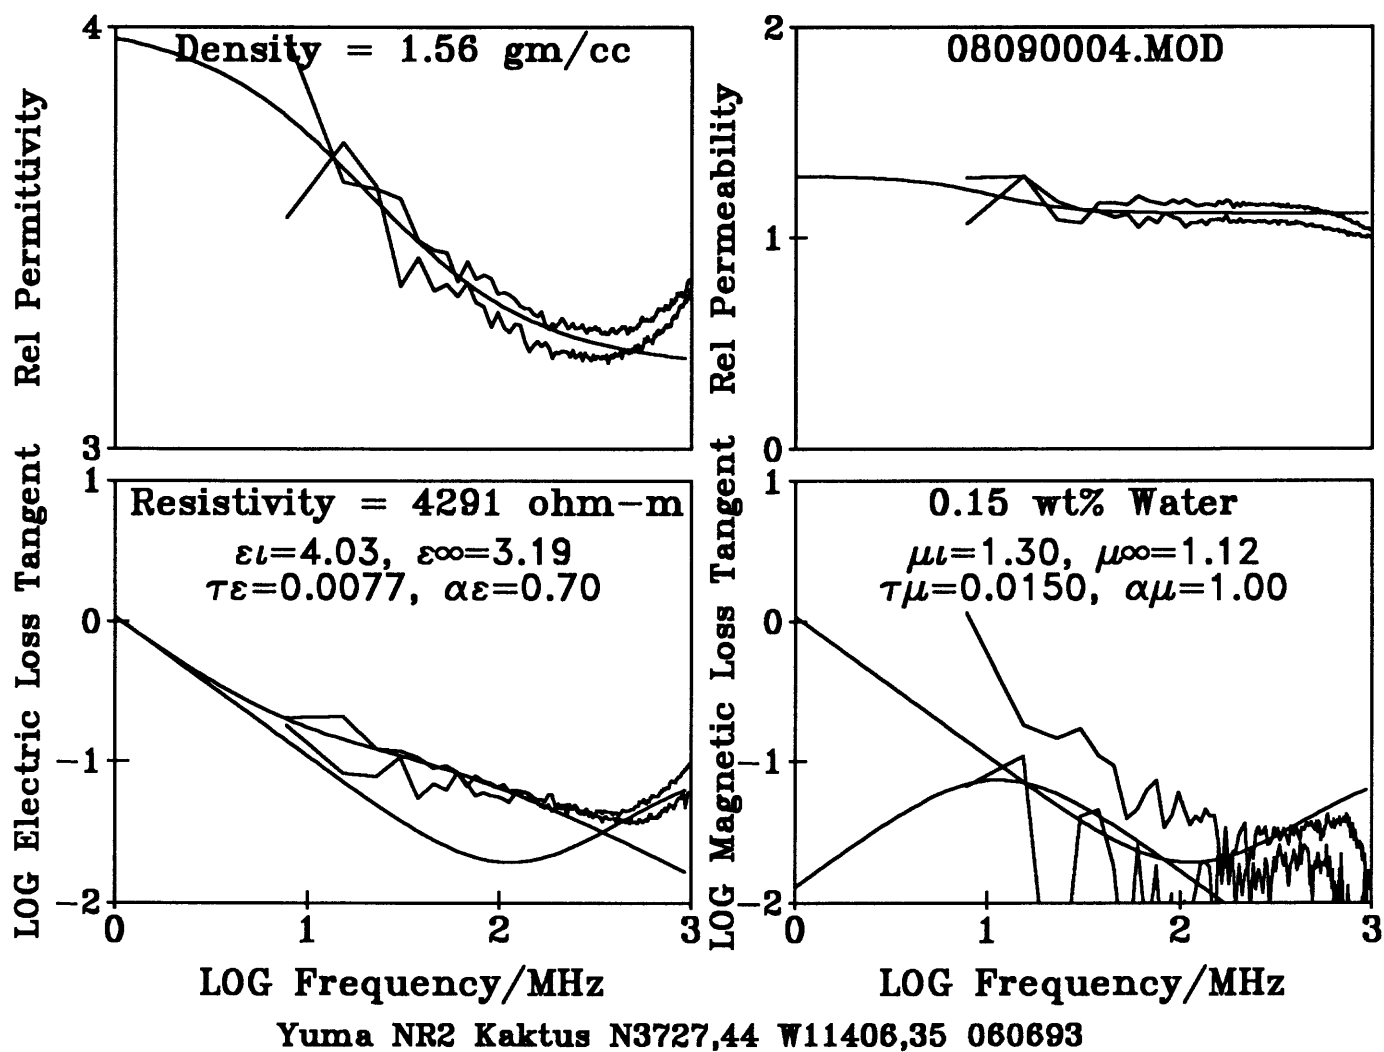 4
Density = 1.56 gm/cc
3
Rel Permittivity
2
08090004.MOD
1
0
Rel Permeability
1
Resistivity = 4291 ohm-m
ει=4.03, ε∞=3.19
τε=0.0077, αε=0.70
0
-1
-2
LOG Electric Loss Tangent
0 1 2 3
LOG Frequency/MHz
1
0.15 wt% Water
μι=1.30, μ∞=1.12
τμ=0.0150, αμ=1.00
0
-1
-2
LOG Magnetic Loss Tangent
0 1 2 3
LOG Frequency/MHz
Yuma NR2 Kaktus N3727,44 W11406,35 060693